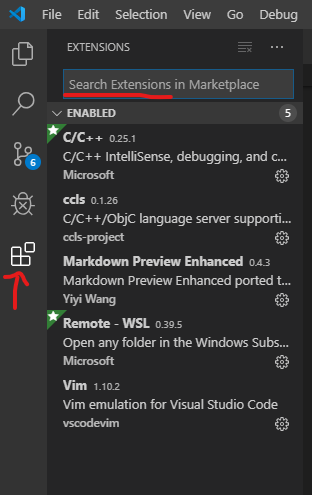 File Edit Selection View Go Debug
EXTENSIONS
Search Extensions in Marketplace
ENABLED 5
C/C++ 0.25.1
C/C++ IntelliSense, debugging, and c...
Microsoft
ccls 0.1.26
C/C++/ObjC language server supporti...
ccls-project
6
Markdown Preview Enhanced 0.4.3
Markdown Preview Enhanced ported t...
Yiyi Wang
Remote - WSL 0.39.5
Open any folder in the Windows Subs...
Microsoft
Vim 1.10.2
Vim emulation for Visual Studio Code
vscodevim